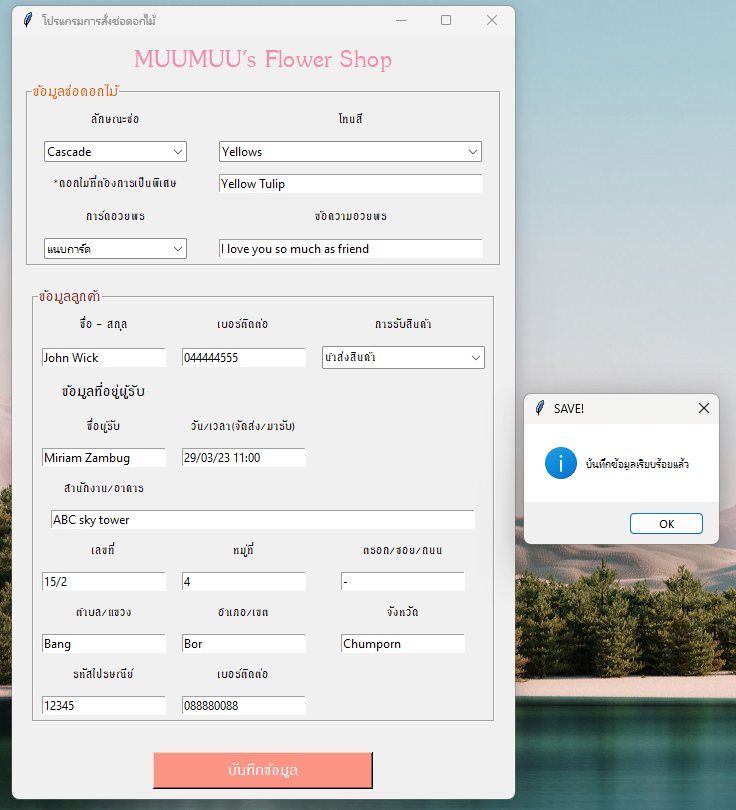 โปรแกรมการสั่งช่อดอกไม้
MUUMUU's Flower Shop
ข้อมูลช่อดอกไม้
ลักษณะช่อ โทนสี
Cascade Yellows
*ดอกไม้ที่ต้องการเป็นพิเศษ Yellow Tulip
การ์ดอวยพร ข้อความอวยพร
แนบการ์ด I love you so much as friend
ข้อมูลลูกค้า
ชื่อ - สกุล เบอร์ติดต่อ การรับสินค้า
John Wick 044444555 นำส่งสินค้า
ข้อมูลที่อยู่ผู้รับ
ชื่อผู้รับ วัน/เวลา(จัดส่ง/มารับ)
Miriam Zambug 29/03/23 11:00
สำนักงาน/อาคาร
ABC sky tower
เลขที่ หมู่ที่ ตรอก/ซอย/ถนน
15/2 4 -
ตำบล/แขวง อำเภอ/เขต จังหวัด
Bang Bor Chumporn
รหัสไปรษณีย์ เบอร์ติดต่อ
12345 088880088
บันทึกข้อมูล
SAVE!
บันทึกข้อมูลเรียบร้อยแล้ว
OK